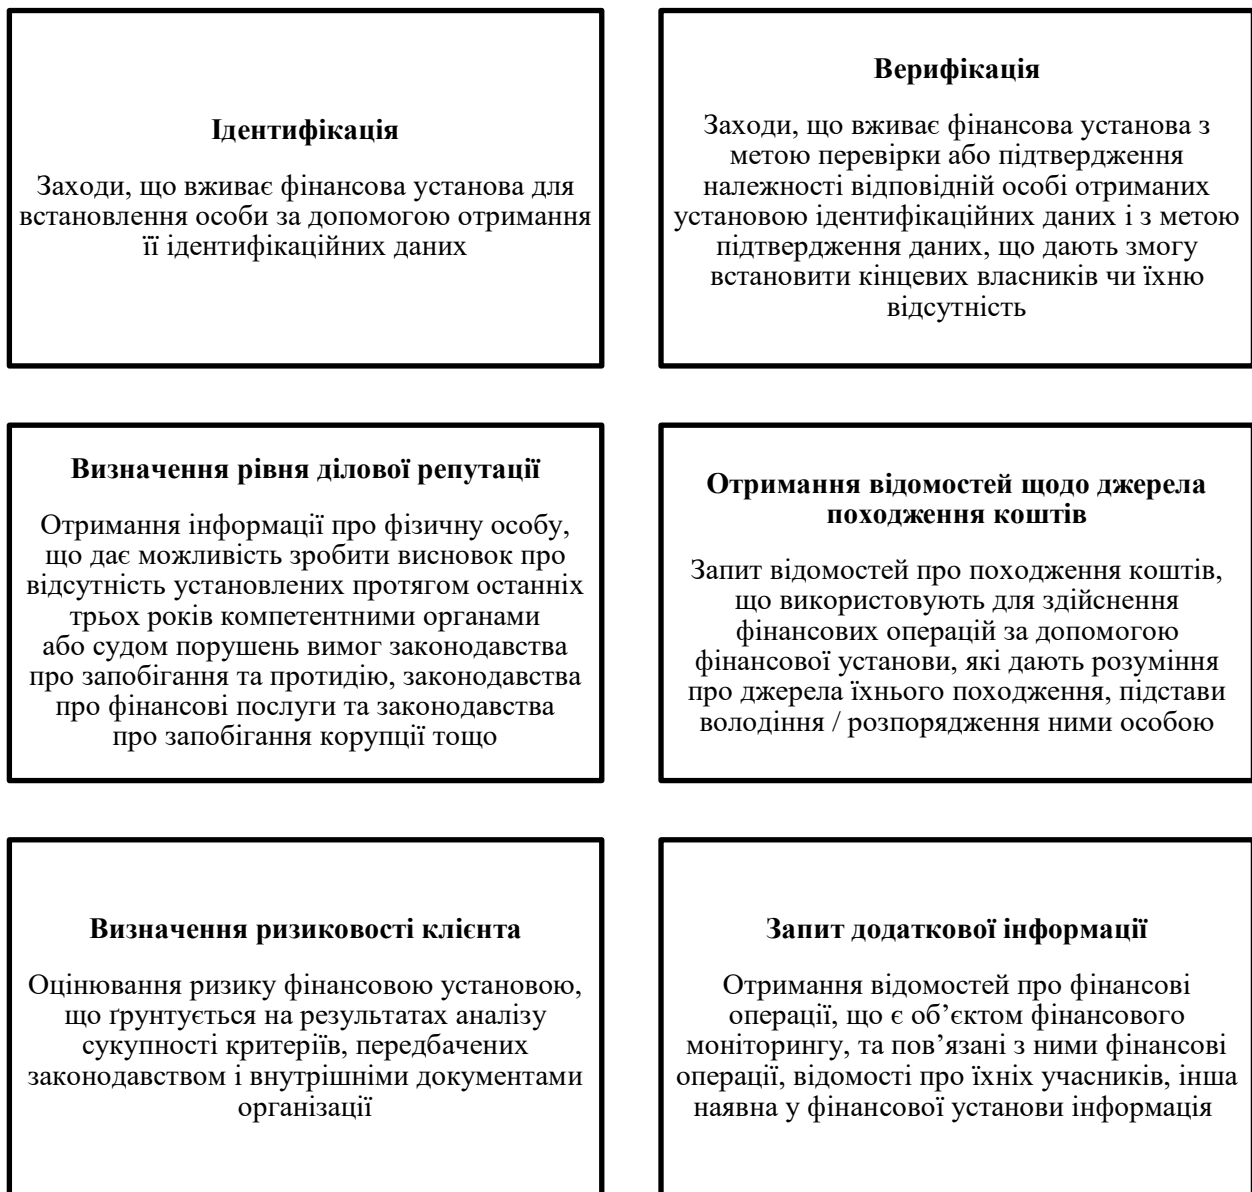 Ідентифікація
Заходи, що вживає фінансова установа для
встановлення особи за допомогою отримання
її ідентифікаційних даних
Верифікація
Заходи, що вживає фінансова установа з
метою перевірки або підтвердження
належності відповідній особі отриманих
установою ідентифікаційних даних і з метою
підтвердження даних, що дають змогу
встановити кінцевих власників чи їхню
відсутність
Визначення рівня ділової репутації
Отримання інформації про фізичну особу,
що дає можливість зробити висновок про
відсутність установлених протягом останніх
трьох років компетентними органами
або судом порушень вимог законодавства
про запобігання та протидію, законодавства
про фінансові послуги та законодавства
про запобігання корупції тощо
Отримання відомостей щодо джерела
походження коштів
Запит відомостей про походження коштів,
що використовують для здійснення
фінансових операцій за допомогою
фінансової установи, які дають розуміння
про джерела їхнього походження, підстави
володіння / розпорядження ними особою
Визначення ризиковості клієнта
Оцінювання ризику фінансовою установою,
що ґрунтується на результатах аналізу
сукупності критеріїв, передбачених
законодавством і внутрішніми документами
організації
Запит додаткової інформації
Отримання відомостей про фінансові
операції, що є об’єктом фінансового
моніторингу, та пов’язані з ними фінансові
операції, відомості про їхніх учасників, інша
наявна у фінансової установи інформація